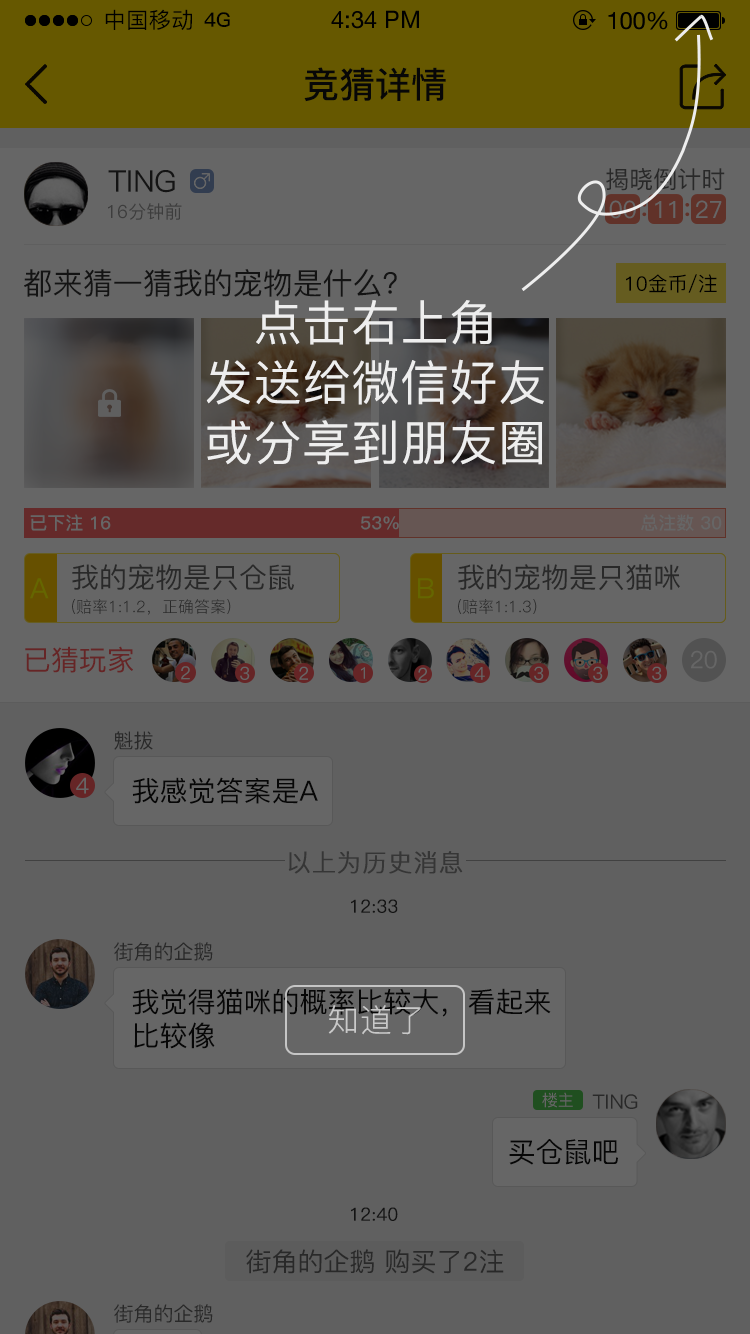 中国移动 4G 4:34 PM 100%
竞猜详情
TING
揭晓倒计时
16分钟前
00:11:27
都来猜一猜我的宠物是什么?
10金币/注
点击右上角
发送给微信好友
或分享到朋友圈
已下注 16 53% 总注数 30
A 我的宠物是只仓鼠
(赔率1:1.2，正确答案)
B 我的宠物是只猫咪
(赔率1:1.3)
已猜玩家 2 3 2 1 2 4 3 3 3 20
魁拔
4
我感觉答案是A
以上为历史消息
12:33
街角的企鹅
我觉得猫咪的概率比较大，看起来
比较像
知道了
楼主 TING
买仓鼠吧
12:40
街角的企鹅 购买了2注
街角的企鹅